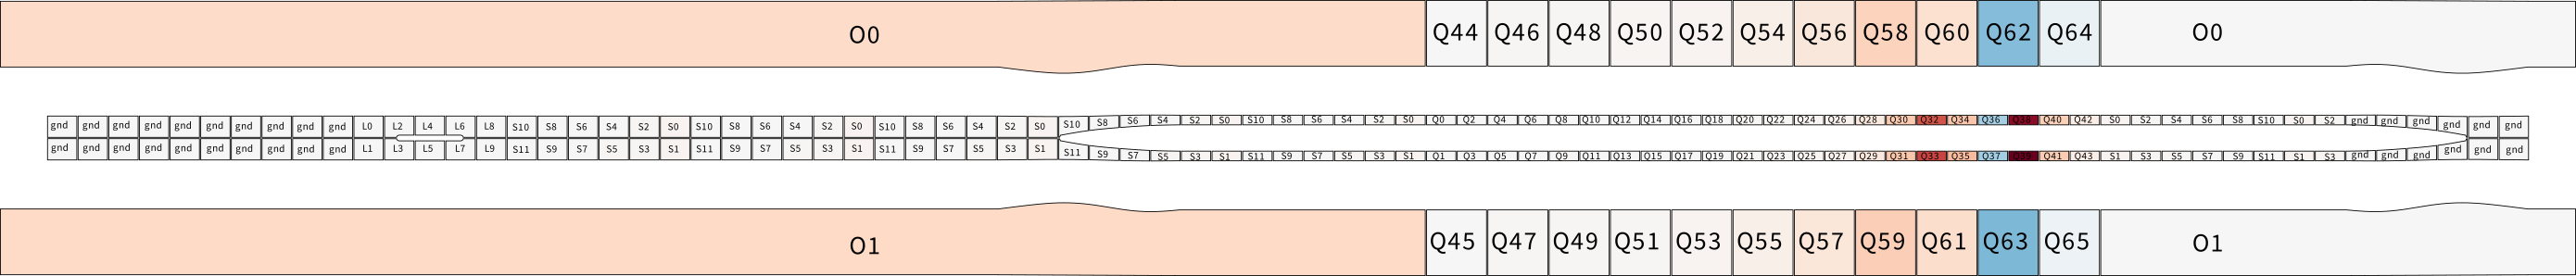 O0 Q44 Q46 Q48 Q50 Q52 Q54 Q56 Q58 Q60 Q62 Q64 O0
gnd gnd gnd gnd gnd gnd gnd gnd gnd gnd L0 L2 L4 L6 L8 S10 S8 S6 S4 S2 S0 S10 S8 S6 S4 S2 S0 S10 S8 S6 S4 S2 S0 S10 S8 S6 S4 S2 S0 S10 S8 S6 S4 S2 S0 Q0 Q2 Q4 Q6 Q8 Q10 Q12 Q14 Q16 Q18 Q20 Q22 Q24 Q26 Q28 Q30 Q32 Q34 Q36 Q38 Q40 Q42 S0 S2 S4 S6 S8 S10 S0 S2 gnd gnd gnd gnd gnd gnd
gnd gnd gnd gnd gnd gnd gnd gnd gnd gnd L1 L3 L5 L7 L9 S11 S9 S7 S5 S3 S1 S11 S9 S7 S5 S3 S1 S11 S9 S7 S5 S3 S1 S11 S9 S7 S5 S3 S1 S11 S9 S7 S5 S3 S1 Q1 Q3 Q5 Q7 Q9 Q11 Q13 Q15 Q17 Q19 Q21 Q23 Q25 Q27 Q29 Q31 Q33 Q35 Q37 Q39 Q41 Q43 S1 S3 S5 S7 S9 S11 S1 S3 gnd gnd gnd gnd gnd gnd
O1 Q45 Q47 Q49 Q51 Q53 Q55 Q57 Q59 Q61 Q63 Q65 O1